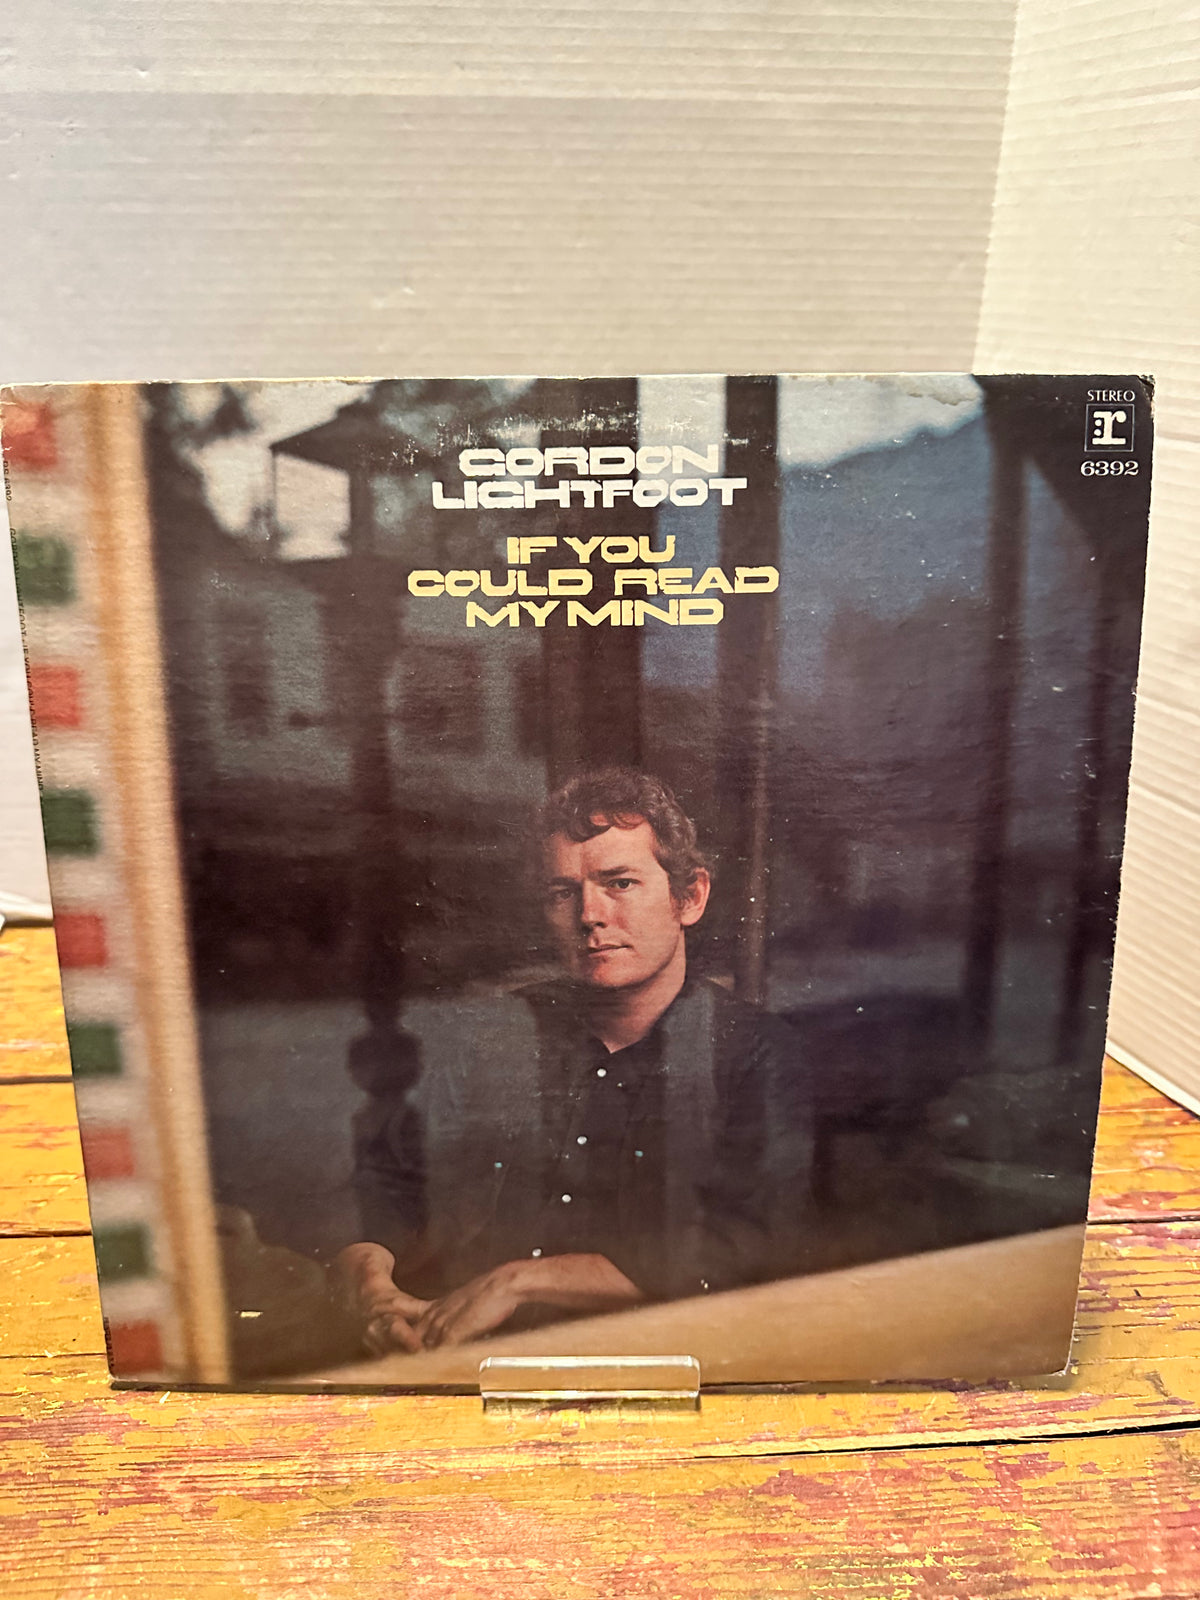 STEREO
r
6392
GORDON
LIGHTFOOT
IF YOU
COULD READ
MY MIND